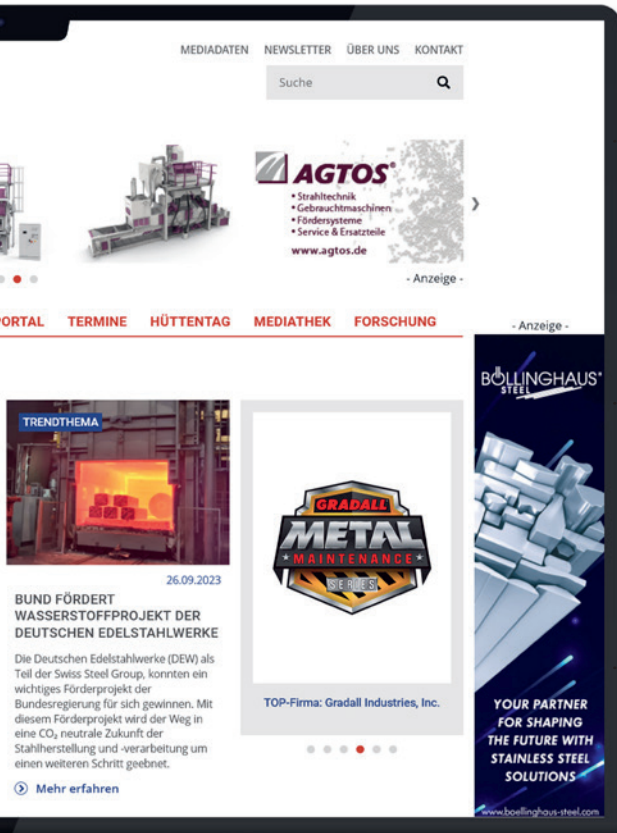 MEDIADATEN NEWSLETTER ÜBER UNS KONTAKT
Suche
AGTOS®
• Strahltechnik
• Gebrauchtmaschinen
• Fördersysteme
• Service & Ersatzteile
www.agtos.de
- Anzeige -
TERMINE HÜTTENTAG MEDIATHEK FORSCHUNG
- Anzeige -
BÖLLINGHAUS®
STEEL
TRENDTHEMA
26.09.2023
BUND FÖRDERT
WASSERSTOFFPROJEKT DER
DEUTSCHEN EDELSTAHLWERKE
Die Deutschen Edelstahlwerke (DEW) als
Teil der Swiss Steel Group, konnten ein
wichtiges Förderprojekt der
Bundesregierung für sich gewinnen. Mit
diesem Förderprojekt wird der Weg in
eine CO₂ neutrale Zukunft der
Stahlherstellung und -verarbeitung um
einen weiteren Schritt geebnet.
Mehr erfahren
GRADALL
METAL
MAINTENANCE
SERIES
TOP-Firma: Gradall Industries, Inc.
YOUR PARTNER
FOR SHAPING
THE FUTURE WITH
STAINLESS STEEL
SOLUTIONS
www.boellinghaus-steel.com